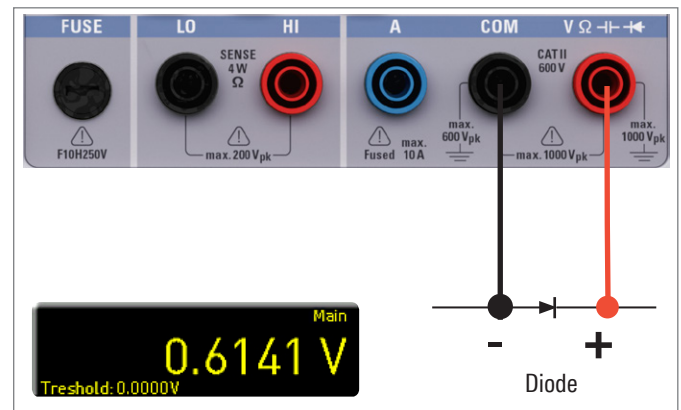 FUSE LO HI A COM V Ω ⊣⊢ ⯈⊢
SENSE
4 W
Ω
CAT II
600 V
F10H250V
max. 200 Vpk
Fused
max.
10 A
max.
600 Vpk
max. 1000 Vpk
max.
1000 Vpk
Main
0.6141 V
Treshold: 0.0000V
- +
Diode